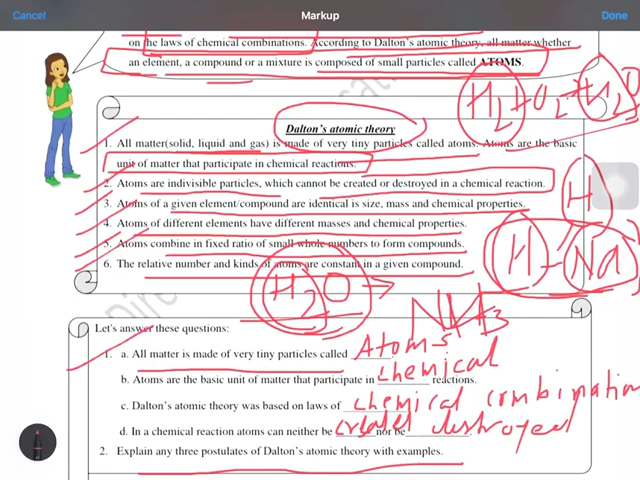 Cancel Markup Done
on the laws of chemical combinations. According to Dalton's atomic theory, all matter whether
an element, a compound or a mixture is composed of small particles called ATOMS.
H2 + O2 → H2O
Dalton's atomic theory
1. All matter(solid, liquid and gas) is made of very tiny particles called atoms. Atoms are the basic
unit of matter that participate in chemical reactions.
2. Atoms are indivisible particles, which cannot be created or destroyed in a chemical reaction.
3. Atoms of a given element/compound are identical is size, mass and chemical properties.
H
4. Atoms of different elements have different masses and chemical properties.
5. Atoms combine in fixed ratio of small whole numbers to form compounds.
H - Na
6. The relative number and kinds of atoms are constant in a given compound.
H2O →
NH3
Let's answer these questions:
1. a. All matter is made of very tiny particles called Atoms
b. Atoms are the basic unit of matter that participate in chemical reactions.
c. Dalton's atomic theory was based on laws of chemical combination
d. In a chemical reaction atoms can neither be created nor be destroyed
2. Explain any three postulates of Dalton's atomic theory with examples.